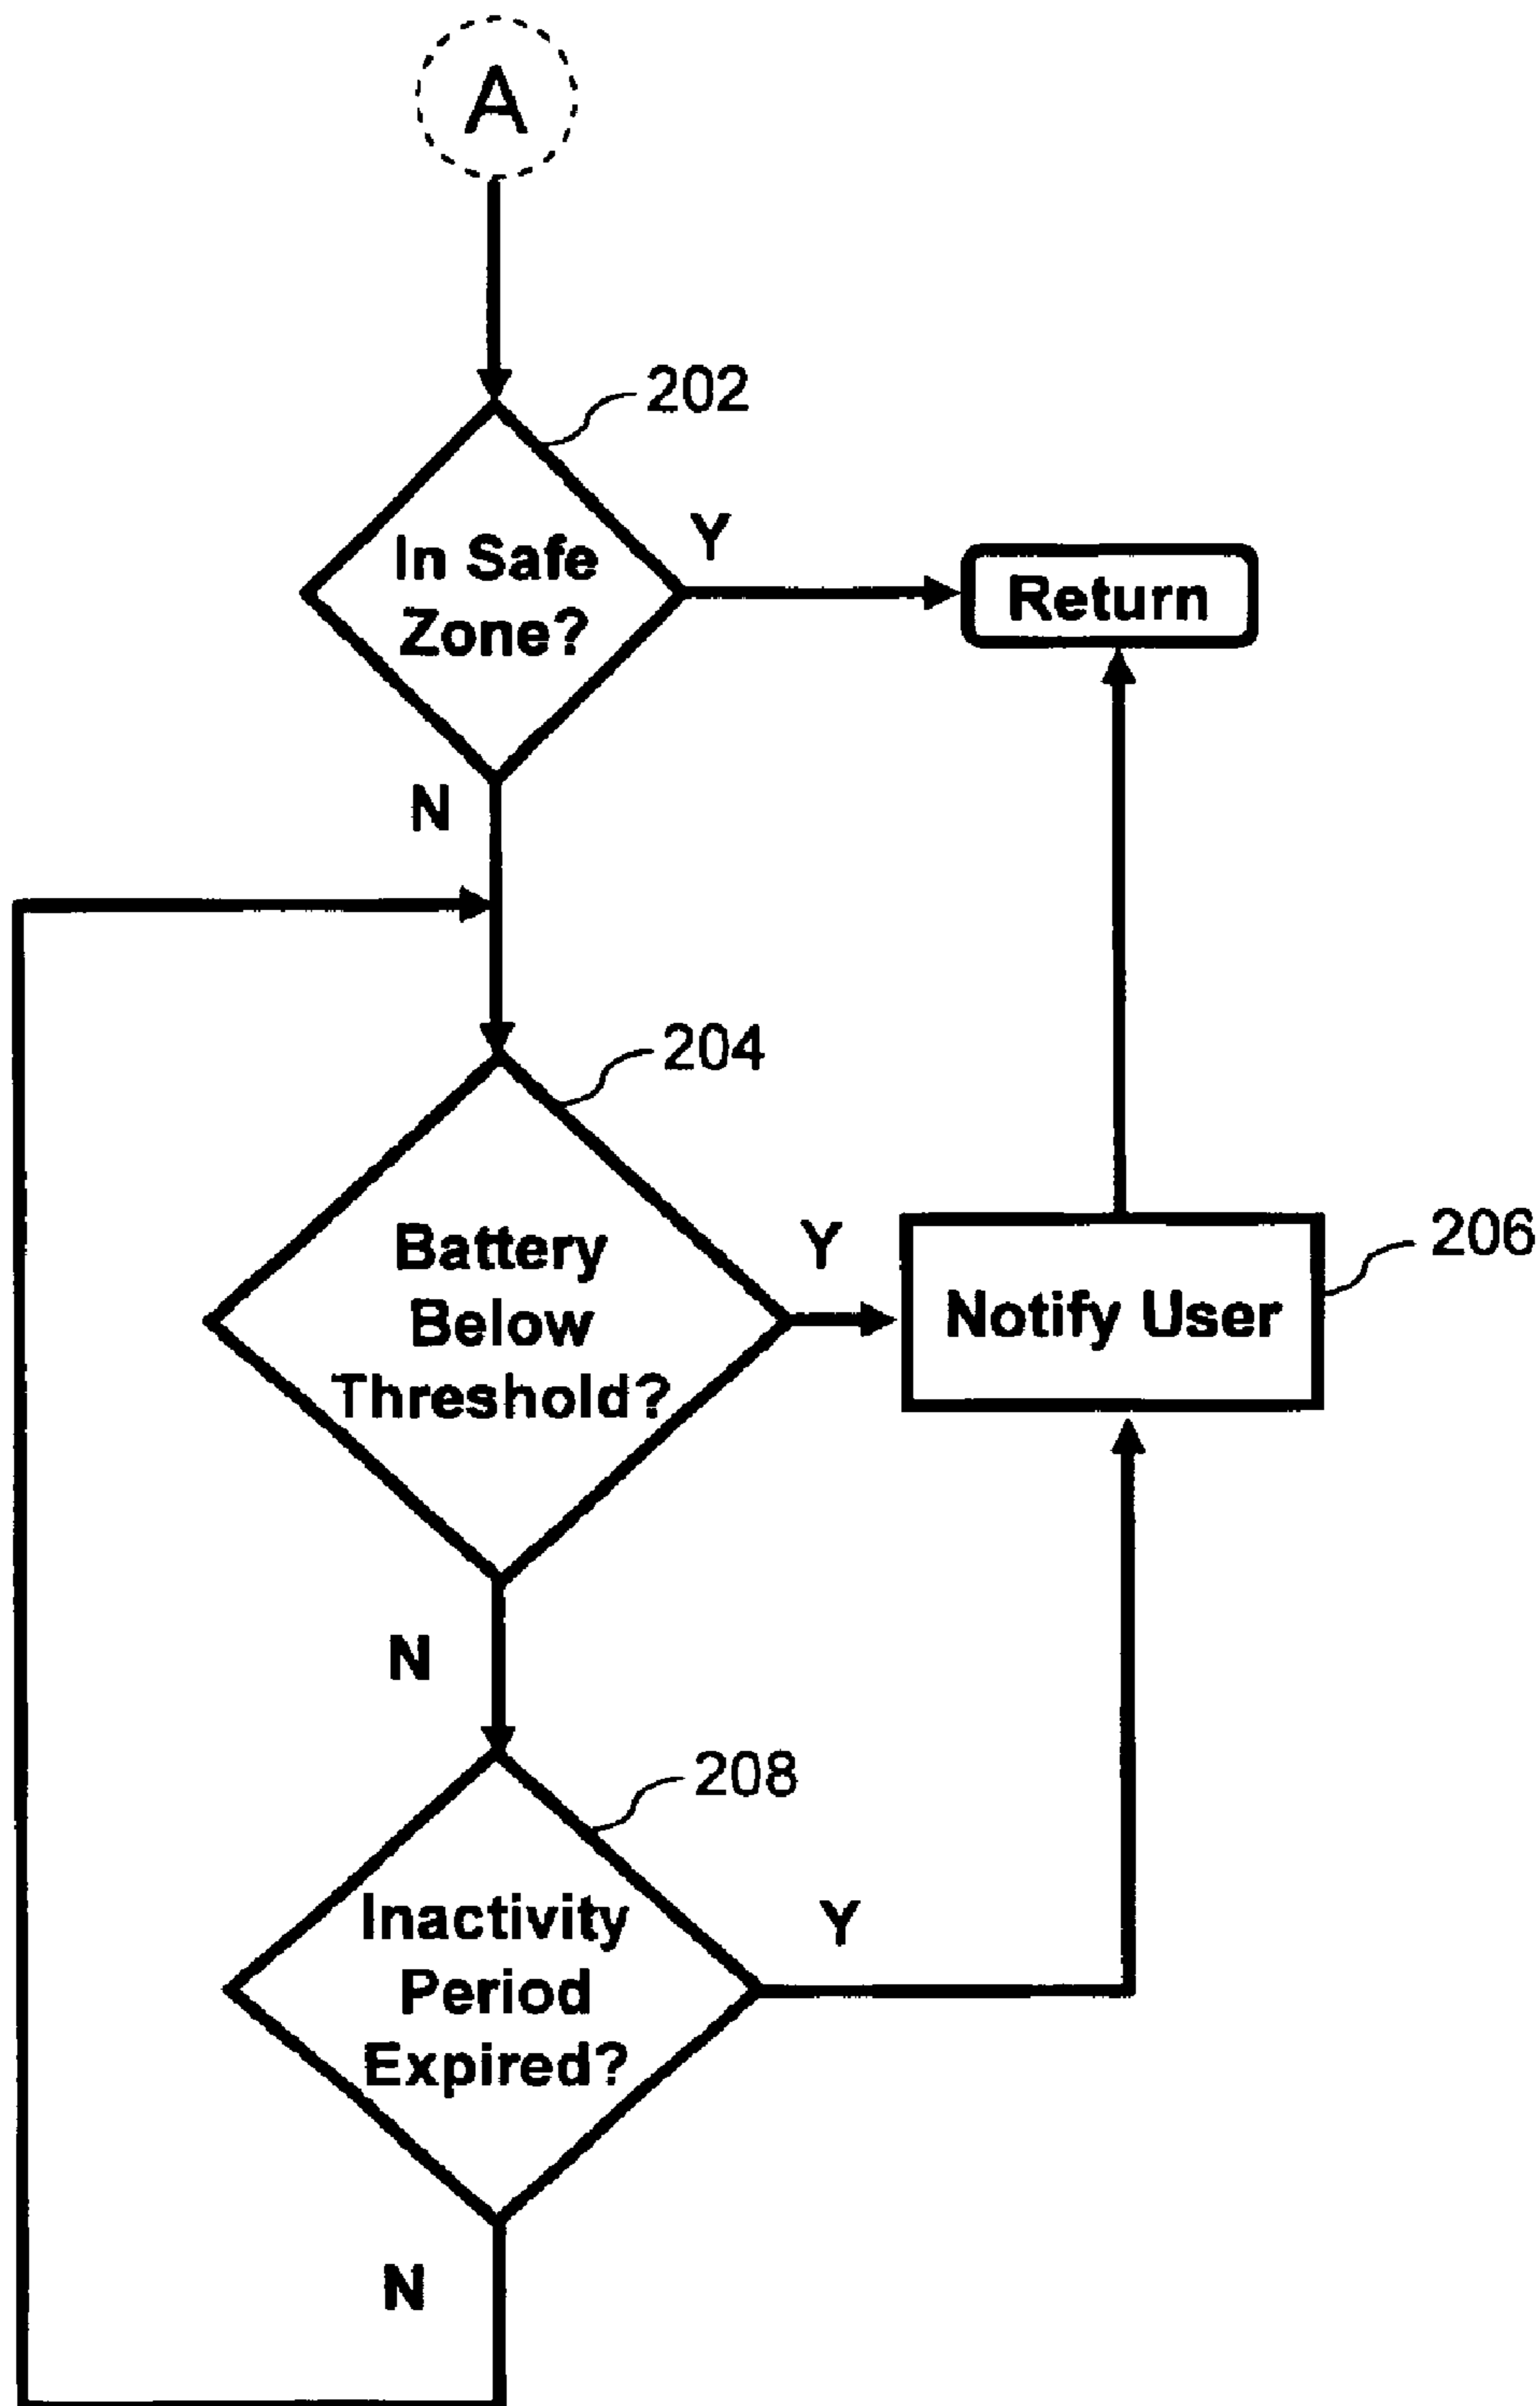 A
202
In Safe
Zone?
Y
Return
N
204
Battery
Below
Threshold?
Y
Notify User
206
N
208
Inactivity
Period
Expired?
Y
N